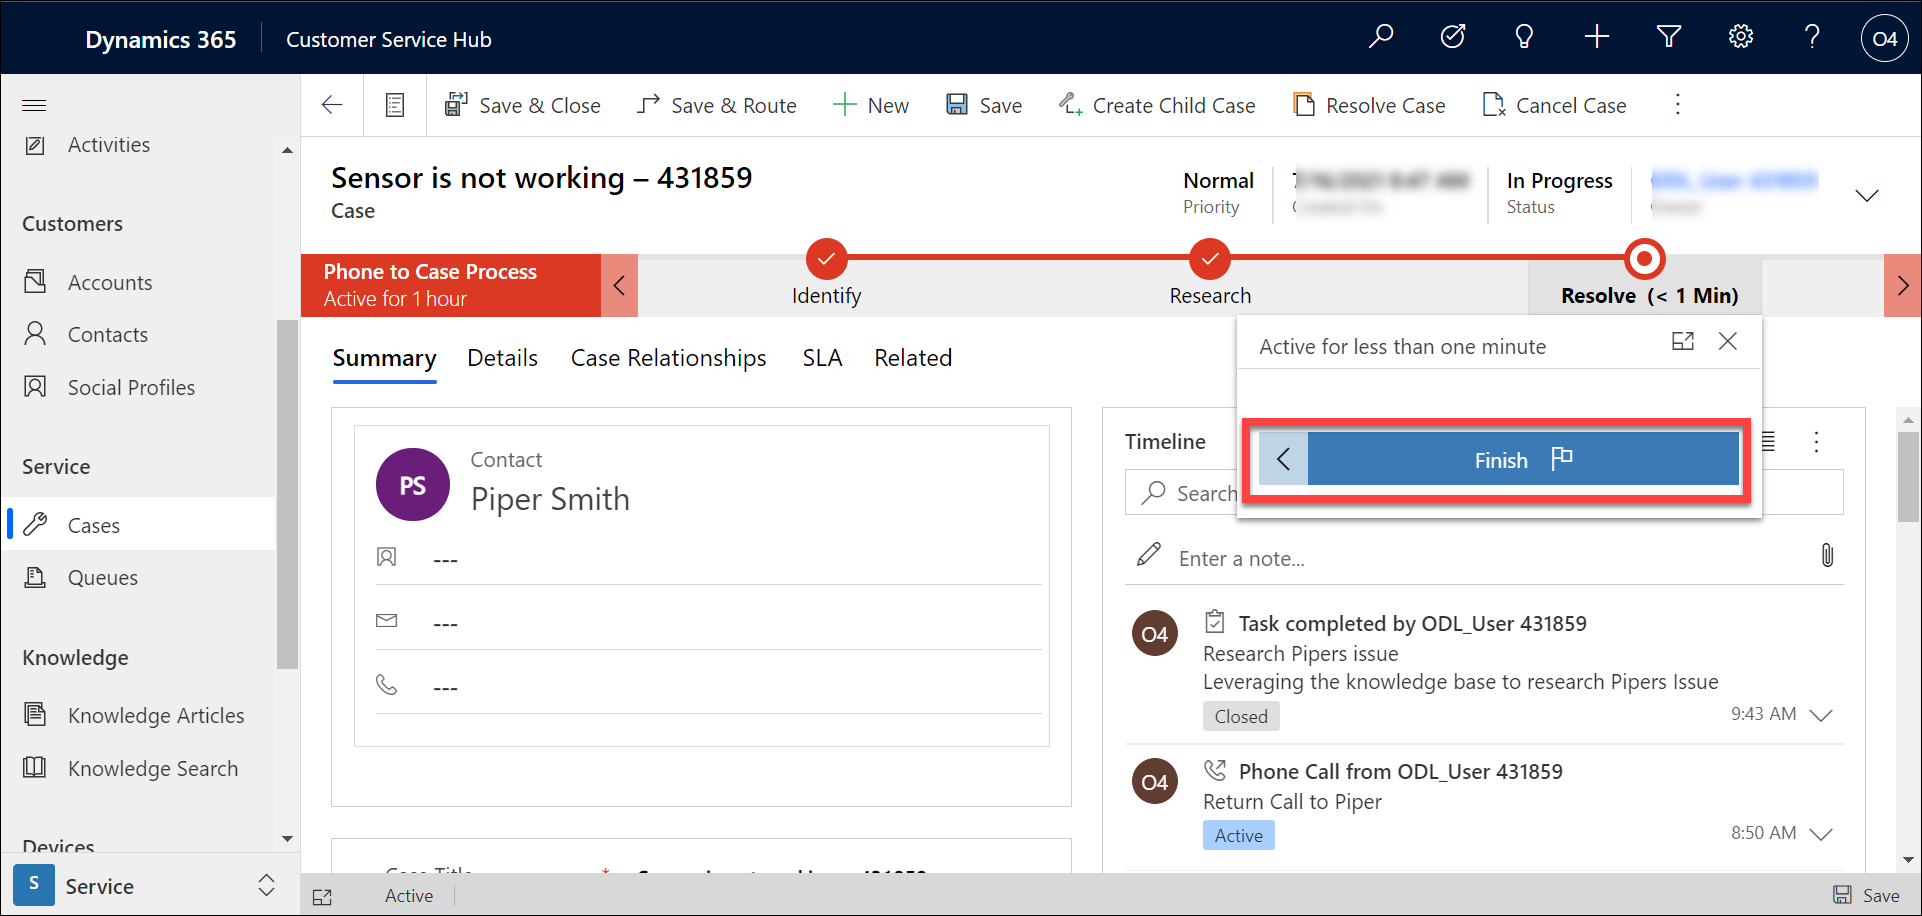 Dynamics 365
Customer Service Hub
O4
Save & Close
Save & Route
New
Save
Create Child Case
Resolve Case
Cancel Case
Activities
Customers
Accounts
Contacts
Social Profiles
Service
Cases
Queues
Knowledge
Knowledge Articles
Knowledge Search
Devices
S
Service
Sensor is not working – 431859
Case
Normal
Priority
In Progress
Status
Phone to Case Process
Active for 1 hour
Identify
Research
Resolve (< 1 Min)
Active for less than one minute
Finish
Summary
Details
Case Relationships
SLA
Related
PS
Contact
Piper Smith
---
---
---
Case Title
*
Timeline
Search
Enter a note...
O4
Task completed by ODL_User 431859
Research Pipers issue
Leveraging the knowledge base to research Pipers Issue
Closed
9:43 AM
O4
Phone Call from ODL_User 431859
Return Call to Piper
Active
8:50 AM
Active
Save